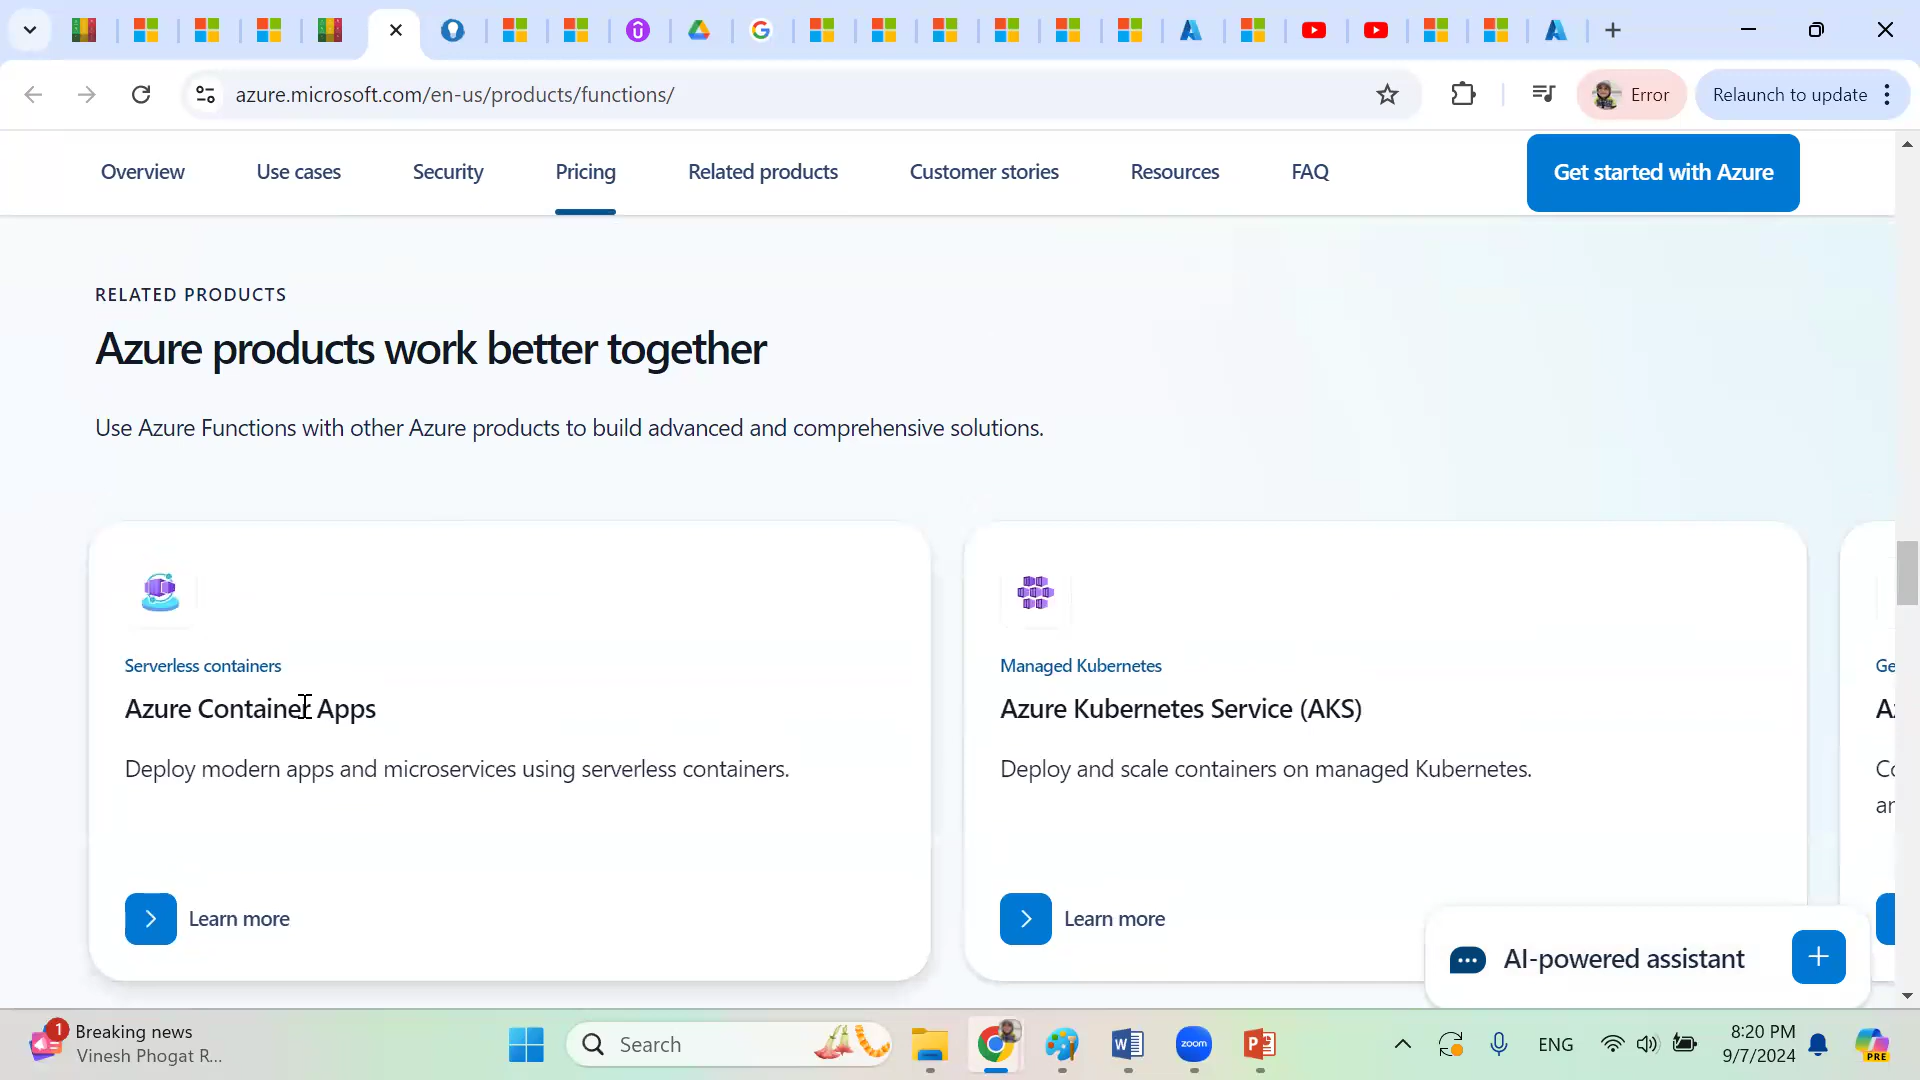 azure.microsoft.com/en-us/products/functions/
Error
Relaunch to update
Overview
Use cases
Security
Pricing
Related products
Customer stories
Resources
FAQ
Get started with Azure
RELATED PRODUCTS
Azure products work better together
Use Azure Functions with other Azure products to build advanced and comprehensive solutions.
Serverless containers
Azure Container Apps
Deploy modern apps and microservices using serverless containers.
Learn more
Managed Kubernetes
Azure Kubernetes Service (AKS)
Deploy and scale containers on managed Kubernetes.
Learn more
AI-powered assistant
1
Breaking news
Vinesh Phogat R...
Search
zoom
ENG
8:20 PM
9/7/2024
PRE